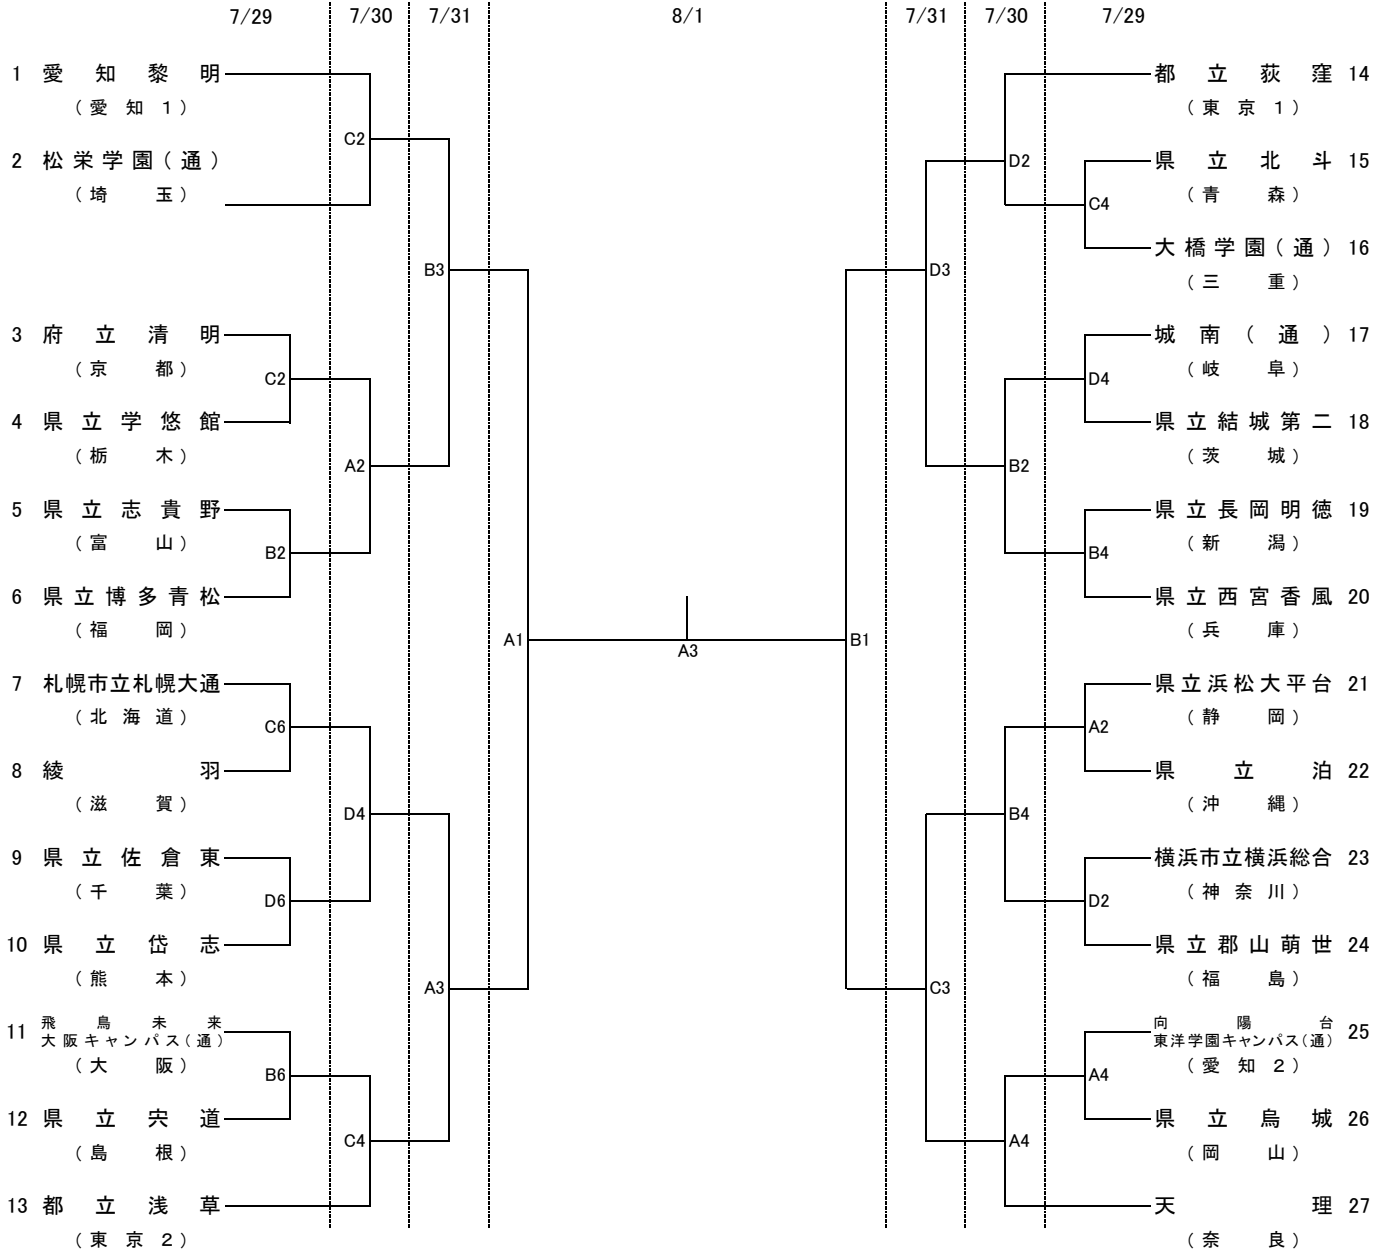 7/29 7/30 7/31 8/1 7/31 7/30 7/29
1 愛知黎明
(愛知1)
C2
2 松栄学園(通)
(埼玉)
B3
3 府立清明
(京都)
C2
4 県立学悠館
(栃木)
A2
5 県立志貴野
(富山)
B2
6 県立博多青松
(福岡)
A1
7 札幌市立札幌大通
(北海道)
C6
8 綾羽
(滋賀)
D4
9 県立佐倉東
(千葉)
D6
10 県立岱志
(熊本)
A3
11 飛鳥未来
大阪キャンパス(通)
(大阪)
B6
12 県立宍道
(島根)
C4
13 都立浅草
(東京2)
A3
都立荻窪 14
(東京1)
D2
県立北斗 15
(青森)
C4
大橋学園(通) 16
(三重)
D3
城南(通) 17
(岐阜)
D4
県立結城第二 18
(茨城)
B2
県立長岡明徳 19
(新潟)
B4
県立西宮香風 20
(兵庫)
B1
県立浜松大平台 21
(静岡)
A2
県立泊 22
(沖縄)
B4
横浜市立横浜総合 23
(神奈川)
D2
県立郡山萌世 24
(福島)
C3
向陽台
東洋学園キャンパス(通) 25
(愛知2)
A4
県立烏城 26
(岡山)
A4
天理 27
(奈良)